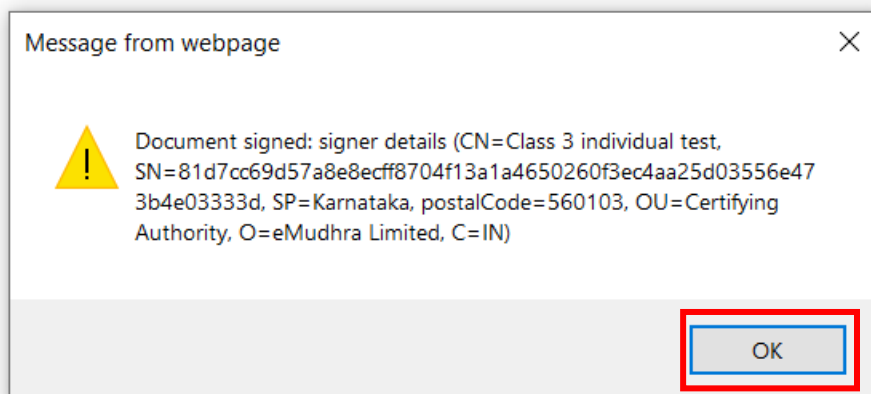 Message from webpage
Document signed: signer details (CN=Class 3 individual test,
SN=81d7cc69d57a8e8ecff8704f13a1a4650260f3ec4aa25d03556e47
3b4e03333d, SP=Karnataka, postalCode=560103, OU=Certifying
Authority, O=eMudhra Limited, C=IN)
OK